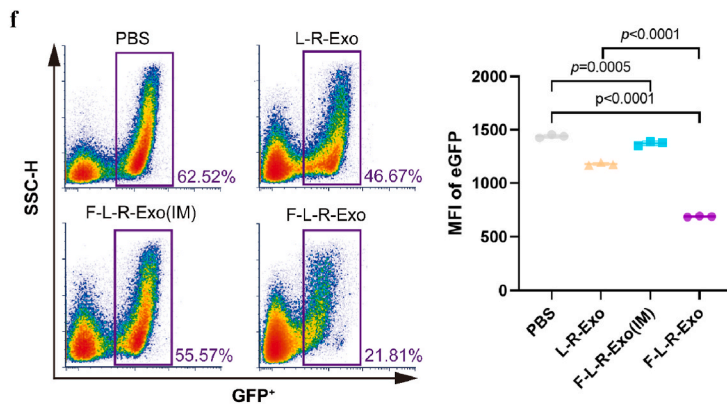 f
PBS
L-R-Exo
62.52%
46.67%
F-L-R-Exo(IM)
F-L-R-Exo
55.57%
21.81%
SSC-H
GFP⁺
p<0.0001
p=0.0005
p<0.0001
2000
1500
1000
500
0
MFI of eGFP
PBS
L-R-Exo
F-L-R-Exo(IM)
F-L-R-Exo